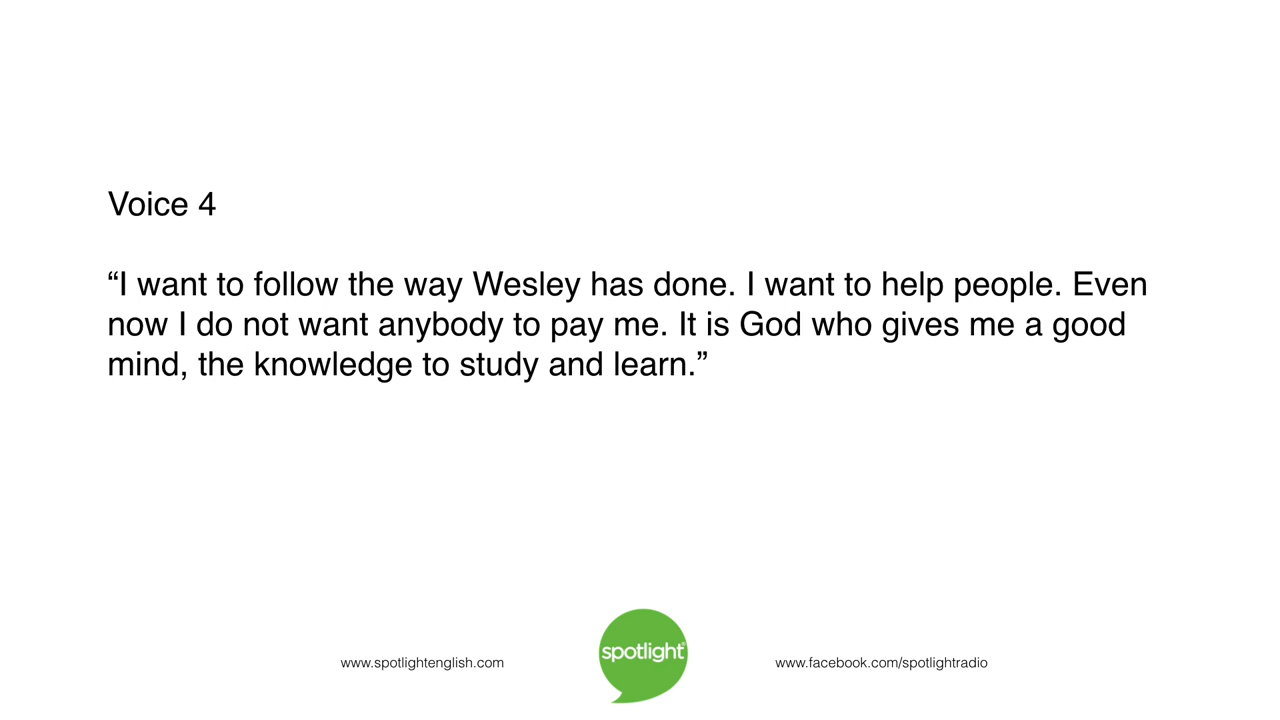 Voice 4
“I want to follow the way Wesley has done. I want to help people. Even
now I do not want anybody to pay me. It is God who gives me a good
mind, the knowledge to study and learn.”
www.spotlightenglish.com
spotlight®
www.facebook.com/spotlightradio